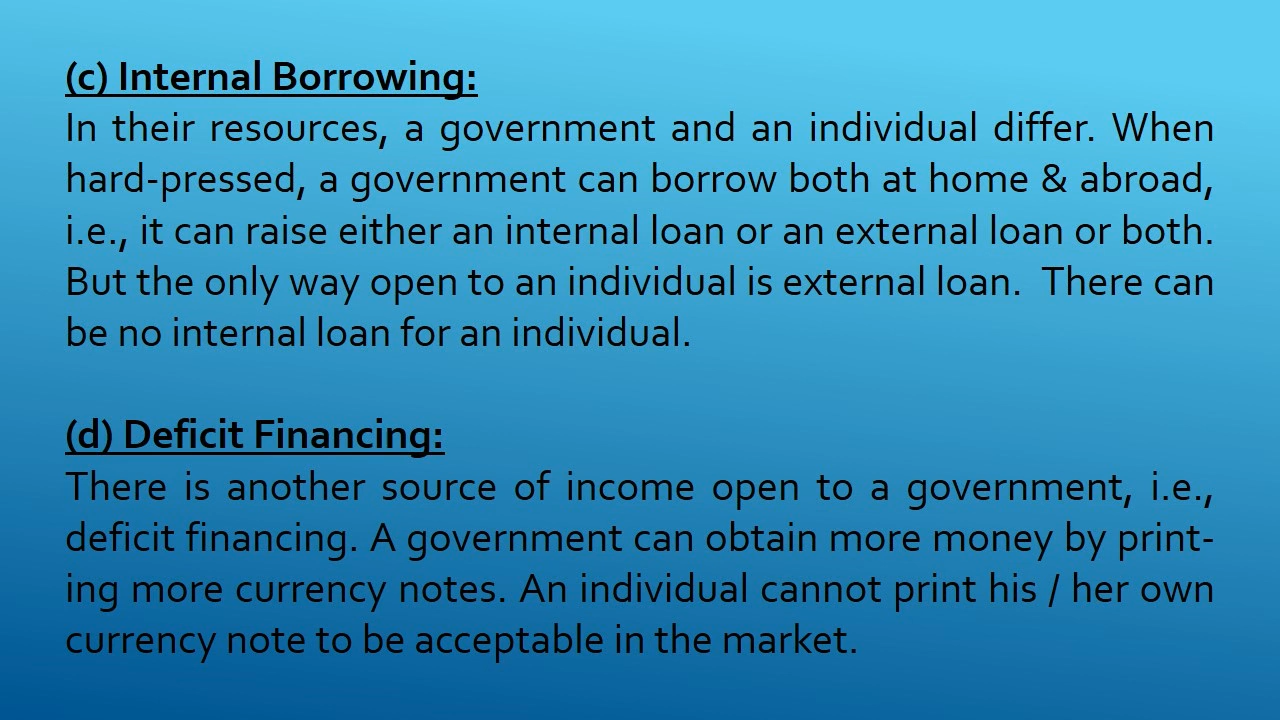 (c) Internal Borrowing:
In their resources, a government and an individual differ. When
hard-pressed, a government can borrow both at home & abroad,
i.e., it can raise either an internal loan or an external loan or both.
But the only way open to an individual is external loan.  There can
be no internal loan for an individual.
(d) Deficit Financing:
There is another source of income open to a government, i.e.,
deficit financing. A government can obtain more money by print-
ing more currency notes. An individual cannot print his / her own
currency note to be acceptable in the market.